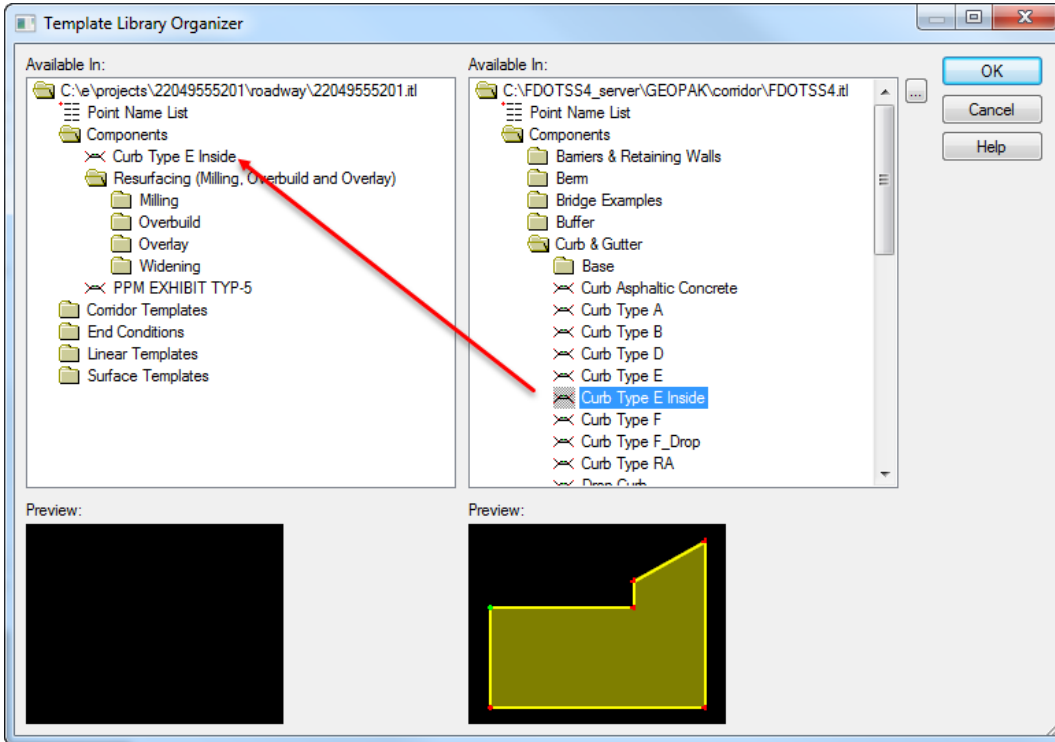 Template Library Organizer
Available In:
C:\e\projects\22049555201\roadway\22049555201.itl
Point Name List
Components
Curb Type E Inside
Resurfacing (Milling, Overbuild and Overlay)
Milling
Overbuild
Overlay
Widening
PPM EXHIBIT TYP-5
Corridor Templates
End Conditions
Linear Templates
Surface Templates
Available In:
C:\FDOTSS4_server\GEOPAK\corridor\FDOTSS4.itl
Point Name List
Components
Barriers & Retaining Walls
Berm
Bridge Examples
Buffer
Curb & Gutter
Base
Curb Asphaltic Concrete
Curb Type A
Curb Type B
Curb Type D
Curb Type E
Curb Type E Inside
Curb Type F
Curb Type F_Drop
Curb Type RA
Drop Curb
...
OK
Cancel
Help
Preview:
Preview: